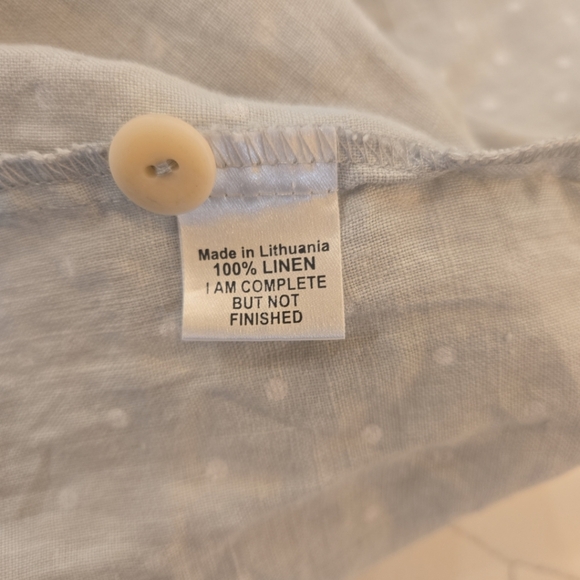 Made in Lithuania
100% LINEN
I AM COMPLETE
BUT NOT
FINISHED